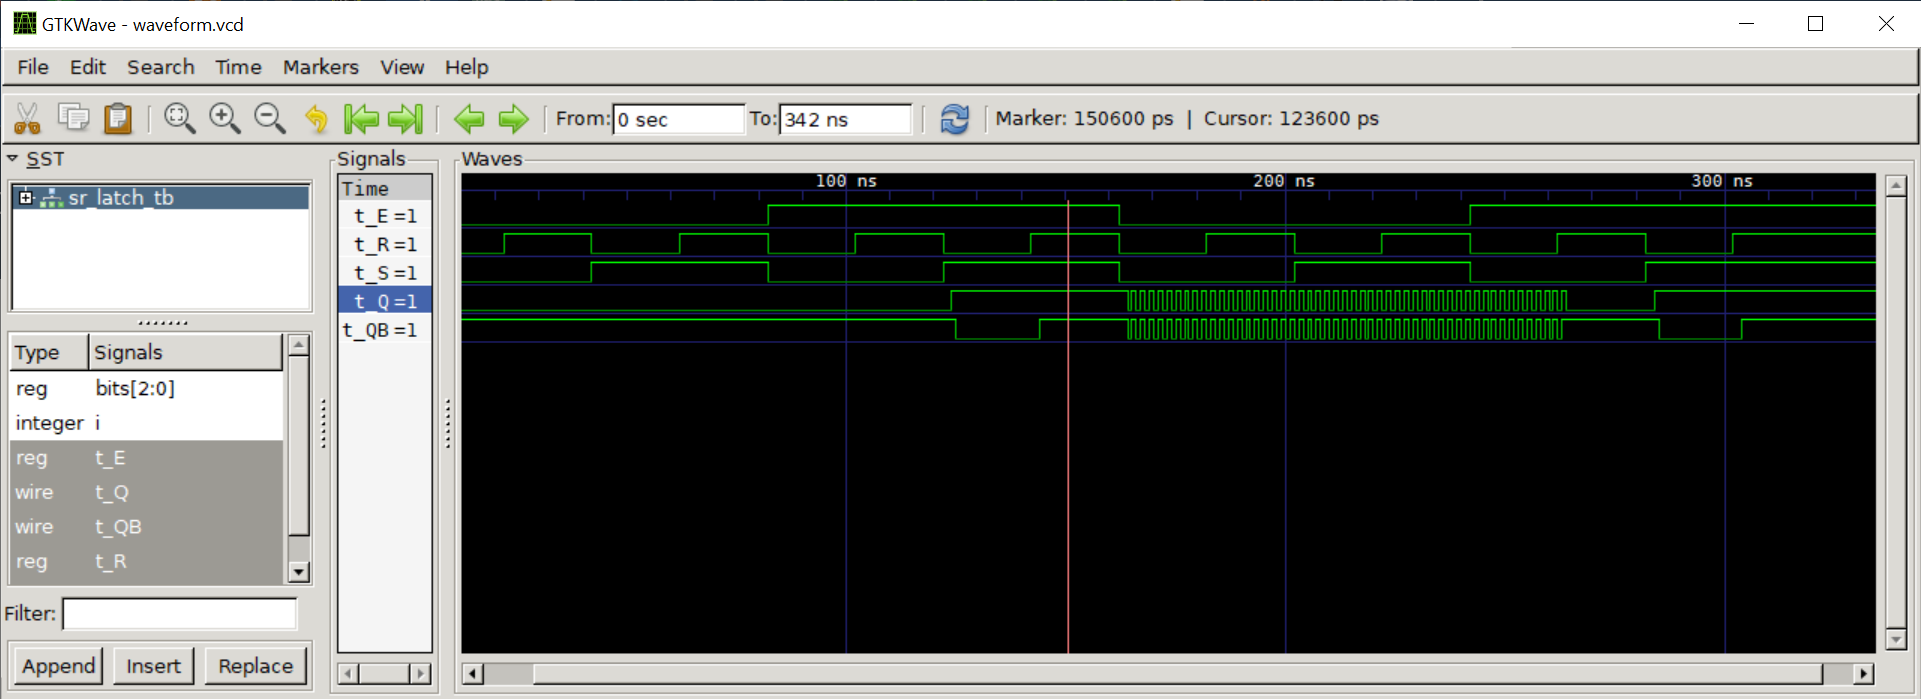 GTKWave - waveform.vcd
File Edit Search Time Markers View Help
From: 0 sec To: 342 ns Marker: 150600 ps | Cursor: 123600 ps
SST
sr_latch_tb
Type Signals
reg bits[2:0]
integer i
reg t_E
wire t_Q
wire t_QB
reg t_R
Filter:
Append Insert Replace
Signals
Time
t_E =1
t_R =1
t_S =1
t_Q =1
t_QB =1
Waves
100 ns 200 ns 300 ns